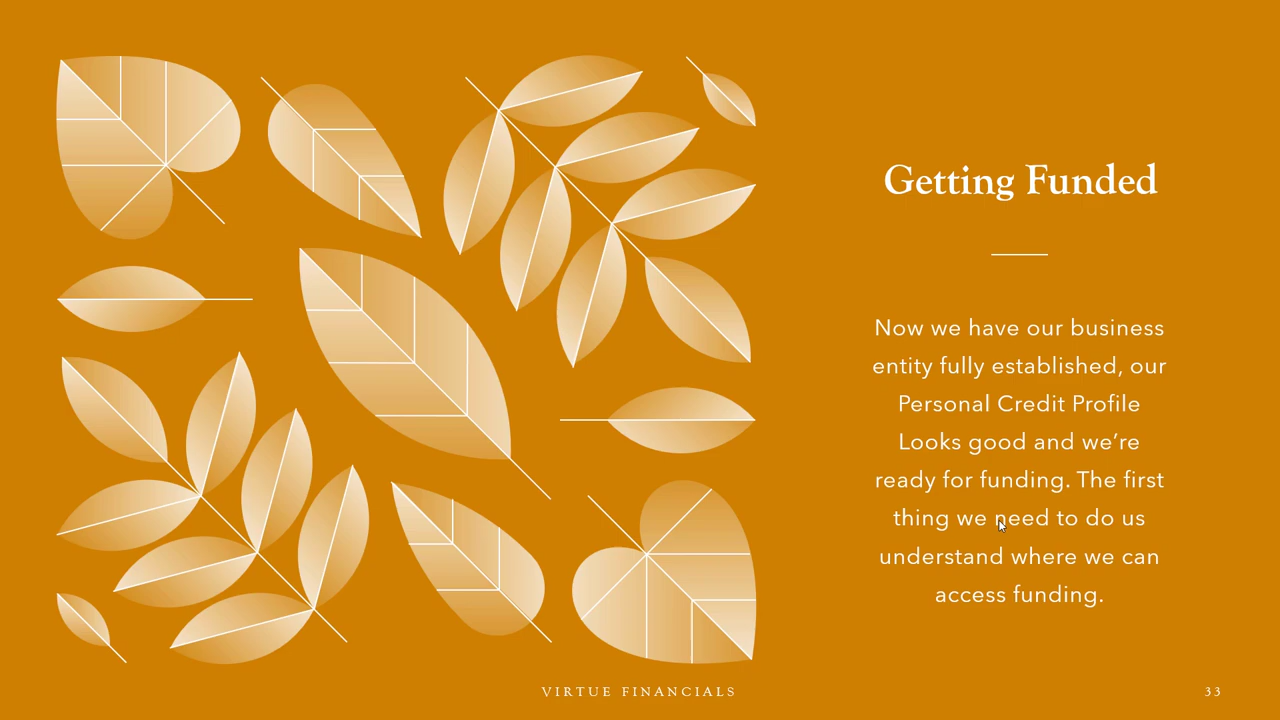 Getting Funded
Now we have our business
entity fully established, our
Personal Credit Profile
Looks good and we’re
ready for funding. The first
thing we need to do us
understand where we can
access funding.
VIRTUE FINANCIALS
33